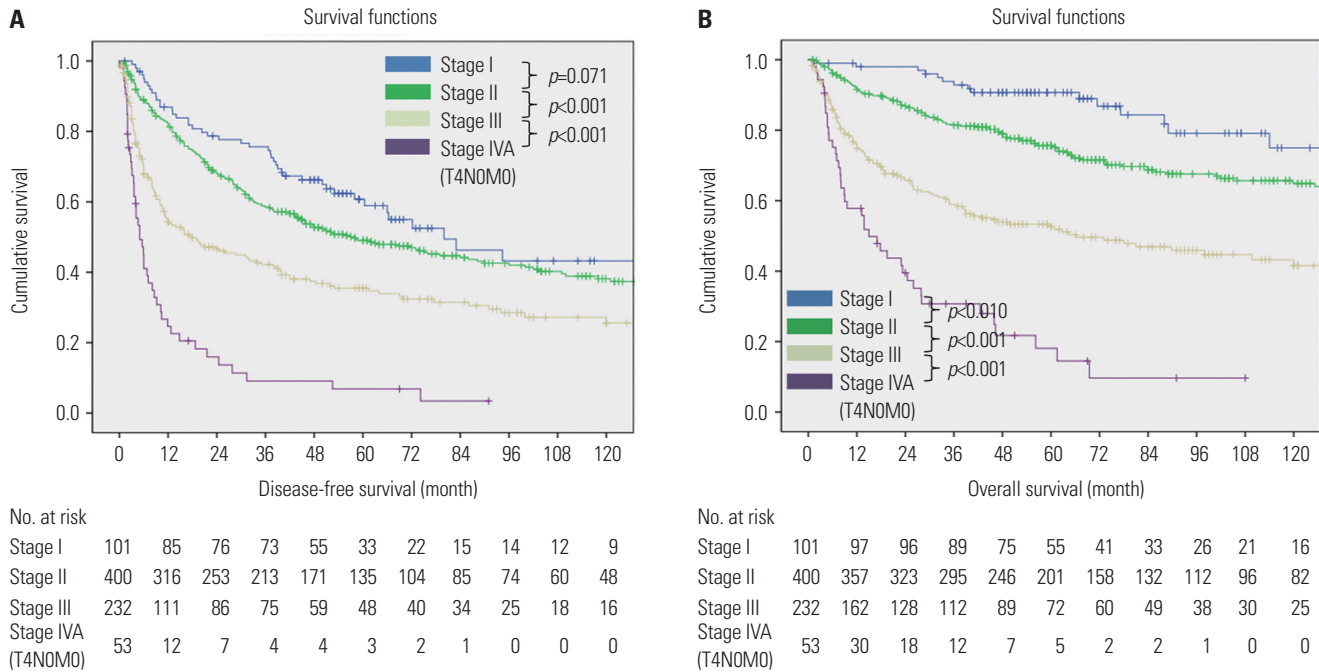 A
Survival functions
Cumulative survival
1.0
0.8
0.6
0.4
0.2
0.0
Stage I
Stage II
Stage III
Stage IVA
(T4N0M0)
p=0.071
p<0.001
p<0.001
0 12 24 36 48 60 72 84 96 108 120
Disease-free survival (month)
No. at risk
Stage I 101 85 76 73 55 33 22 15 14 12 9
Stage II 400 316 253 213 171 135 104 85 74 60 48
Stage III 232 111 86 75 59 48 40 34 25 18 16
Stage IVA
(T4N0M0) 53 12 7 4 4 3 2 1 0 0 0
B
Survival functions
Cumulative survival
1.0
0.8
0.6
0.4
0.2
0.0
Stage I
Stage II
Stage III
Stage IVA
(T4N0M0)
p<0.010
p<0.001
p<0.001
0 12 24 36 48 60 72 84 96 108 120
Overall survival (month)
No. at risk
Stage I 101 97 96 89 75 55 41 33 26 21 16
Stage II 400 357 323 295 246 201 158 132 112 96 82
Stage III 232 162 128 112 89 72 60 49 38 30 25
Stage IVA
(T4N0M0) 53 30 18 12 7 5 2 2 1 0 0